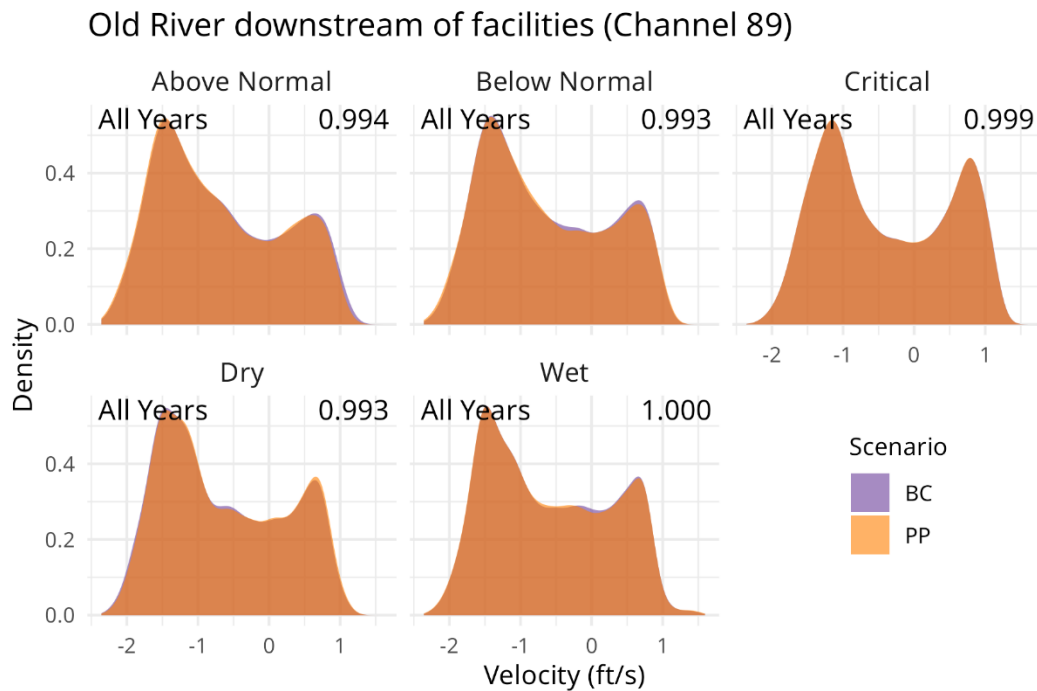 Old River downstream of facilities (Channel 89)
Above Normal
Below Normal
Critical
All Years 0.994
All Years 0.993
All Years 0.999
0.4
0.2
0.0
-2 -1 0 1
Density
Dry
Wet
All Years 0.993
All Years 1.000
0.4
0.2
0.0
-2 -1 0 1
-2 -1 0 1
Velocity (ft/s)
Scenario
BC
PP